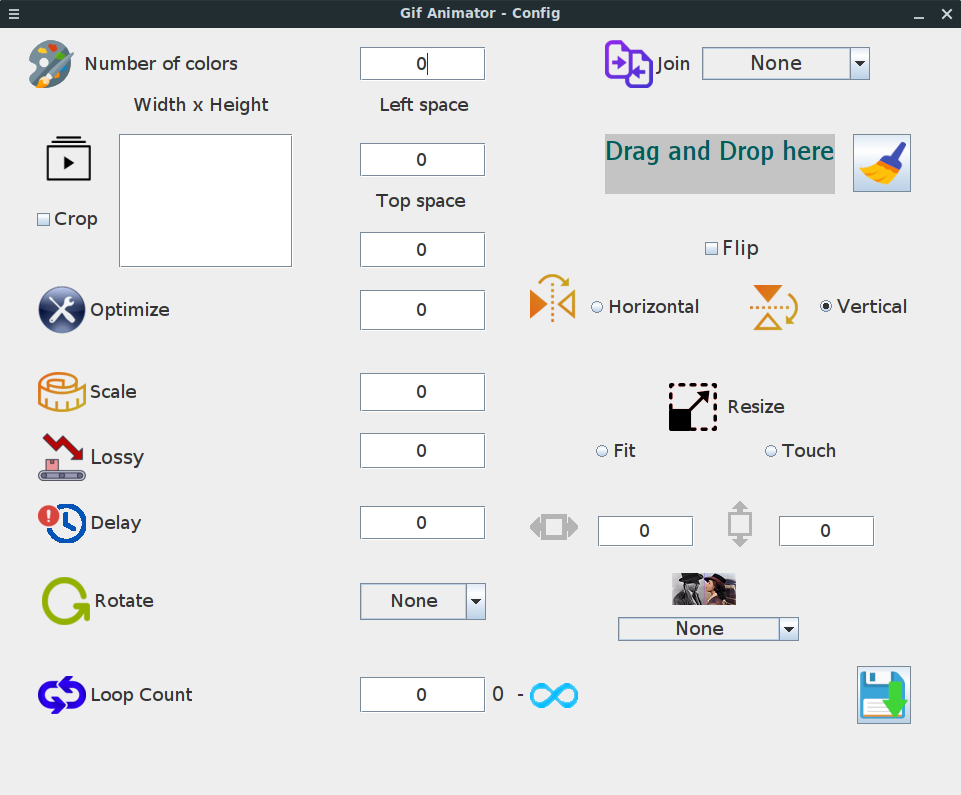 Gif Animator - Config
Number of colors
0
Join
None
Width x Height
Left space
0
Drag and Drop here
Top space
Crop
0
Flip
Optimize
0
Horizontal
Vertical
Scale
0
Resize
Lossy
0
Fit
Touch
Delay
0
0
0
Rotate
None
None
Loop Count
0
0 -